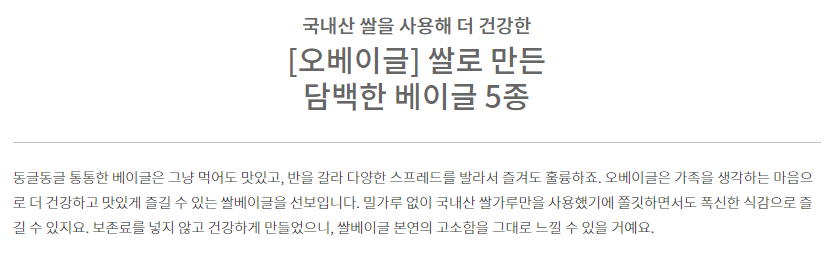 국내산 쌀을 사용해 더 건강한
[오베이글] 쌀로 만든
담백한 베이글 5종
동글동글 통통한 베이글은 그냥 먹어도 맛있고, 반을 갈라 다양한 스프레드를 발라서 즐겨도 훌륭하죠. 오베이글은 가족을 생각하는 마음으
로 더 건강하고 맛있게 즐길 수 있는 쌀베이글을 선보입니다. 밀가루 없이 국내산 쌀가루만을 사용했기에 쫄깃하면서도 폭신한 식감으로 즐
길 수 있지요. 보존료를 넣지 않고 건강하게 만들었으니, 쌀베이글 본연의 고소함을 그대로 느낄 수 있을 거예요.